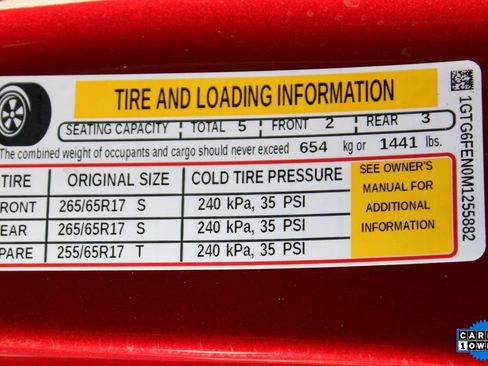 TIRE AND LOADING INFORMATION
SEATING CAPACITY TOTAL 5 FRONT 2 REAR 3
The combined weight of occupants and cargo should never exceed 654 kg or 1441 lbs.
TIRE ORIGINAL SIZE COLD TIRE PRESSURE
RONT 265/65R17 S 240 kPa, 35 PSI
EAR 265/65R17 S 240 kPa, 35 PSI
PARE 255/65R17 T 240 kPa, 35 PSI
SEE OWNER'S
MANUAL FOR
ADDITIONAL
INFORMATION
1GTG6FEN0M1255882
CAR
1 OW